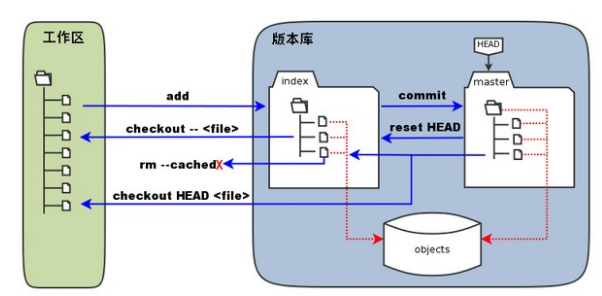 工作区
版本库
HEAD
index
master
add
commit
checkout -- <file>
reset HEAD
rm --cached
X
checkout HEAD <file>
objects